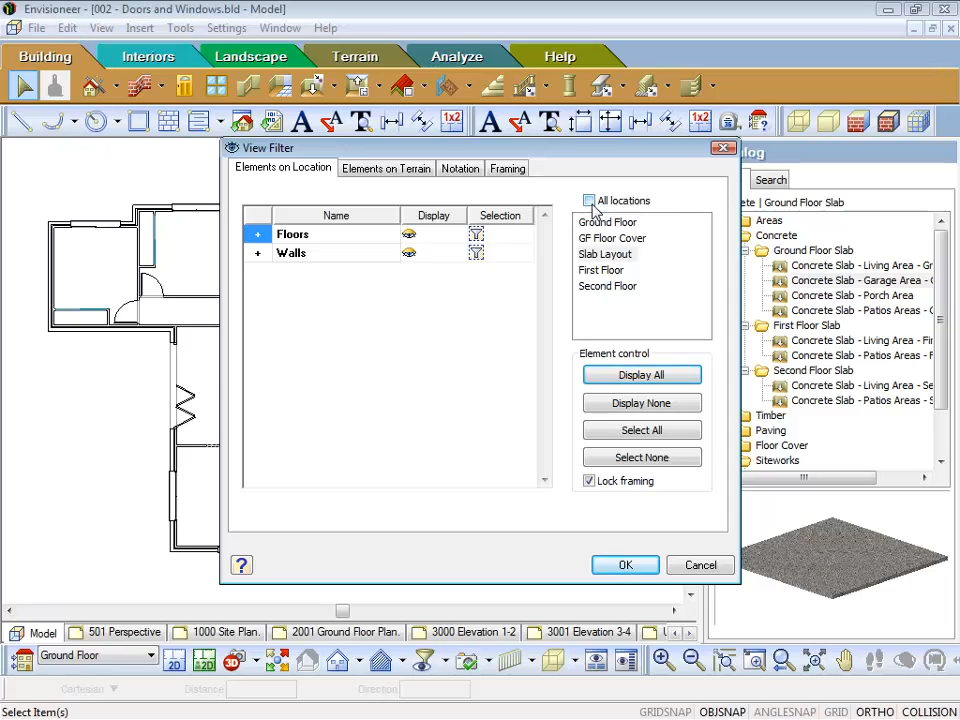 Envisioneer - [002 - Doors and Windows.bld - Model]
File Edit View Insert Tools Settings Window Help
Building Interiors Landscape Terrain Analyze Help
View Filter
Elements on Location Elements on Terrain Notation Framing
Search
Name Display Selection
+ Floors
+ Walls
All locations
Ground Floor
GF Floor Cover
Slab Layout
First Floor
Second Floor
Element control
Display All
Display None
Select All
Select None
Lock framing
OK Cancel
Ground Floor Slab
Areas
Concrete
Ground Floor Slab
Concrete Slab - Living Area - Gr
Concrete Slab - Garage Area - 
Concrete Slab - Porch Area
Concrete Slab - Patios Areas - 
First Floor Slab
Concrete Slab - Living Area - Fi
Concrete Slab - Patios Areas - F
Second Floor Slab
Concrete Slab - Living Area - Se
Concrete Slab - Patios Areas - S
Timber
Paving
Floor Cover
Siteworks
Model 501 Perspective 1000 Site Plan. 2001 Ground Floor Plan. 3000 Elevation 1-2 3001 Elevation 3-4
Ground Floor
Cartesian Distance Direction
Select Item(s) GRIDSNAP OBJSNAP ANGLESNAP GRID ORTHO COLLISION